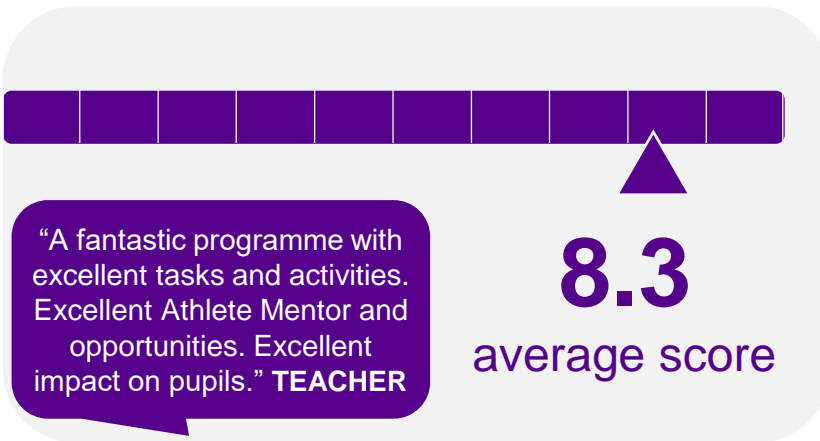 “A fantastic programme with
excellent tasks and activities.
Excellent Athlete Mentor and
opportunities. Excellent
impact on pupils.” TEACHER
8.3
average score